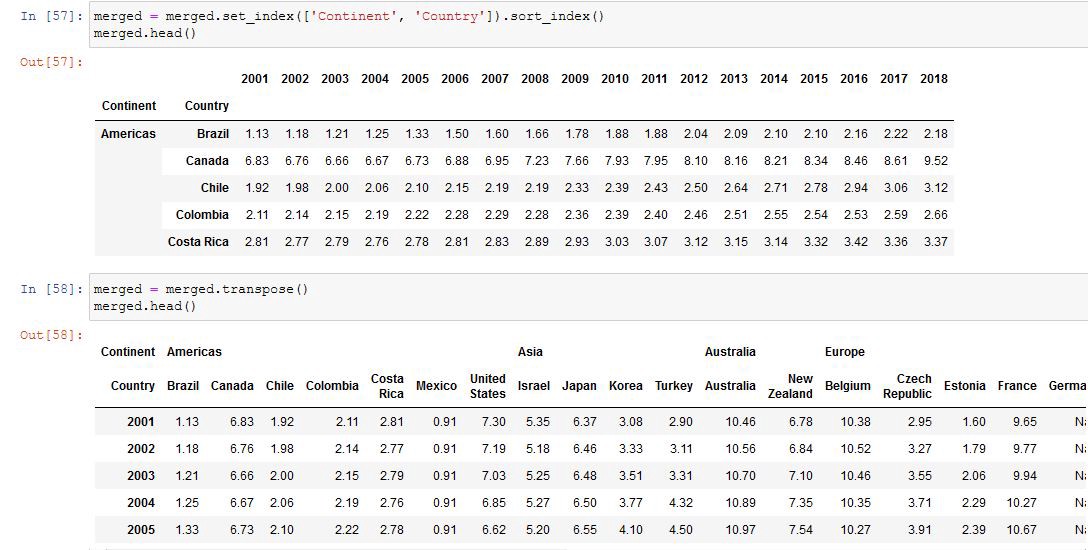 In [57]: merged = merged.set_index(['Continent', 'Country']).sort_index()
merged.head()
Out[57]:
2001 2002 2003 2004 2005 2006 2007 2008 2009 2010 2011 2012 2013 2014 2015 2016 2017 2018
Continent Country
Americas Brazil 1.13 1.18 1.21 1.25 1.33 1.50 1.60 1.66 1.78 1.88 1.88 2.04 2.09 2.10 2.10 2.16 2.22 2.18
Canada 6.83 6.76 6.66 6.67 6.73 6.88 6.95 7.23 7.66 7.93 7.95 8.10 8.16 8.21 8.34 8.46 8.61 9.52
Chile 1.92 1.98 2.00 2.06 2.10 2.15 2.19 2.19 2.33 2.39 2.43 2.50 2.64 2.71 2.78 2.94 3.06 3.12
Colombia 2.11 2.14 2.15 2.19 2.22 2.28 2.29 2.28 2.36 2.39 2.40 2.46 2.51 2.55 2.54 2.53 2.59 2.66
Costa Rica 2.81 2.77 2.79 2.76 2.78 2.81 2.83 2.89 2.93 3.03 3.07 3.12 3.15 3.14 3.32 3.42 3.36 3.37
In [58]: merged = merged.transpose()
merged.head()
Out[58]:
Continent Americas Asia Australia Europe
Country Brazil Canada Chile Colombia Costa Rica Mexico United States Israel Japan Korea Turkey Australia New Zealand Belgium Czech Republic Estonia France Germa
2001 1.13 6.83 1.92 2.11 2.81 0.91 7.30 5.35 6.37 3.08 2.90 10.46 6.78 10.38 2.95 1.60 9.65 Na
2002 1.18 6.76 1.98 2.14 2.77 0.91 7.19 5.18 6.46 3.33 3.11 10.56 6.84 10.52 3.27 1.79 9.77 Na
2003 1.21 6.66 2.00 2.15 2.79 0.91 7.03 5.25 6.48 3.51 3.31 10.70 7.10 10.46 3.55 2.06 9.94 Na
2004 1.25 6.67 2.06 2.19 2.76 0.91 6.85 5.27 6.50 3.77 4.32 10.89 7.35 10.35 3.71 2.29 10.27 Na
2005 1.33 6.73 2.10 2.22 2.78 0.91 6.62 5.20 6.55 4.10 4.50 10.97 7.54 10.27 3.91 2.39 10.67 Na